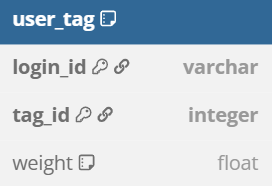 user_tag
login_id varchar
tag_id integer
weight float